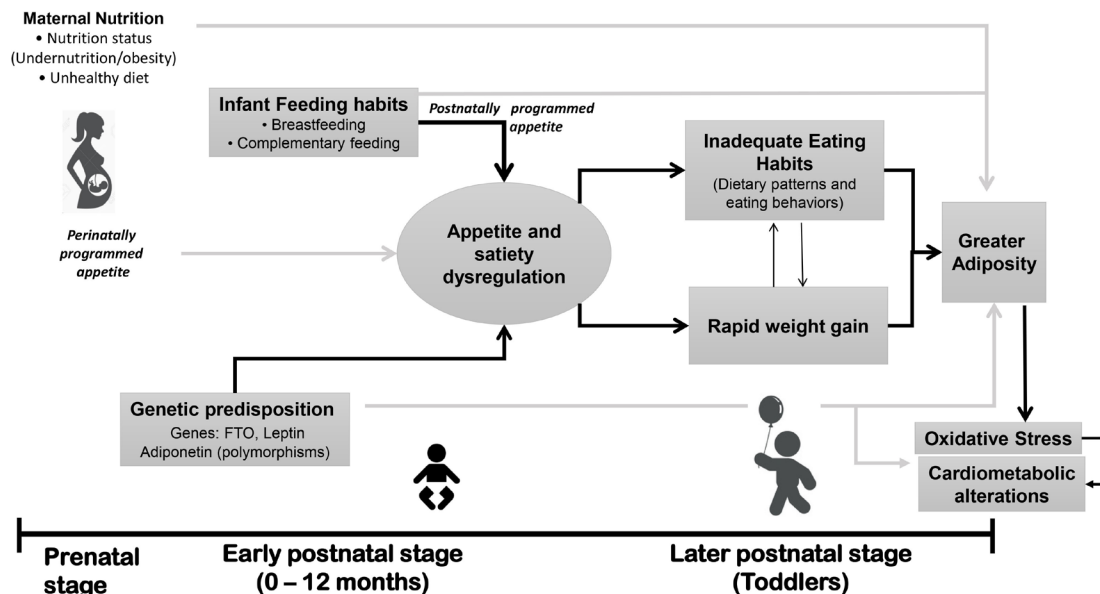 Maternal Nutrition
• Nutrition status
(Undernutrition/obesity)
• Unhealthy diet
Infant Feeding habits
• Breastfeeding
• Complementary feeding
Postnatally programmed
appetite
Perinatally
programmed
appetite
Appetite and
satiety
dysregulation
Inadequate Eating
Habits
(Dietary patterns and
eating behaviors)
Rapid weight gain
Greater
Adiposity
Genetic predisposition
Genes: FTO, Leptin
Adiponetin (polymorphisms)
Oxidative Stress
Cardiometabolic
alterations
Prenatal
stage
Early postnatal stage
(0 – 12 months)
Later postnatal stage
(Toddlers)